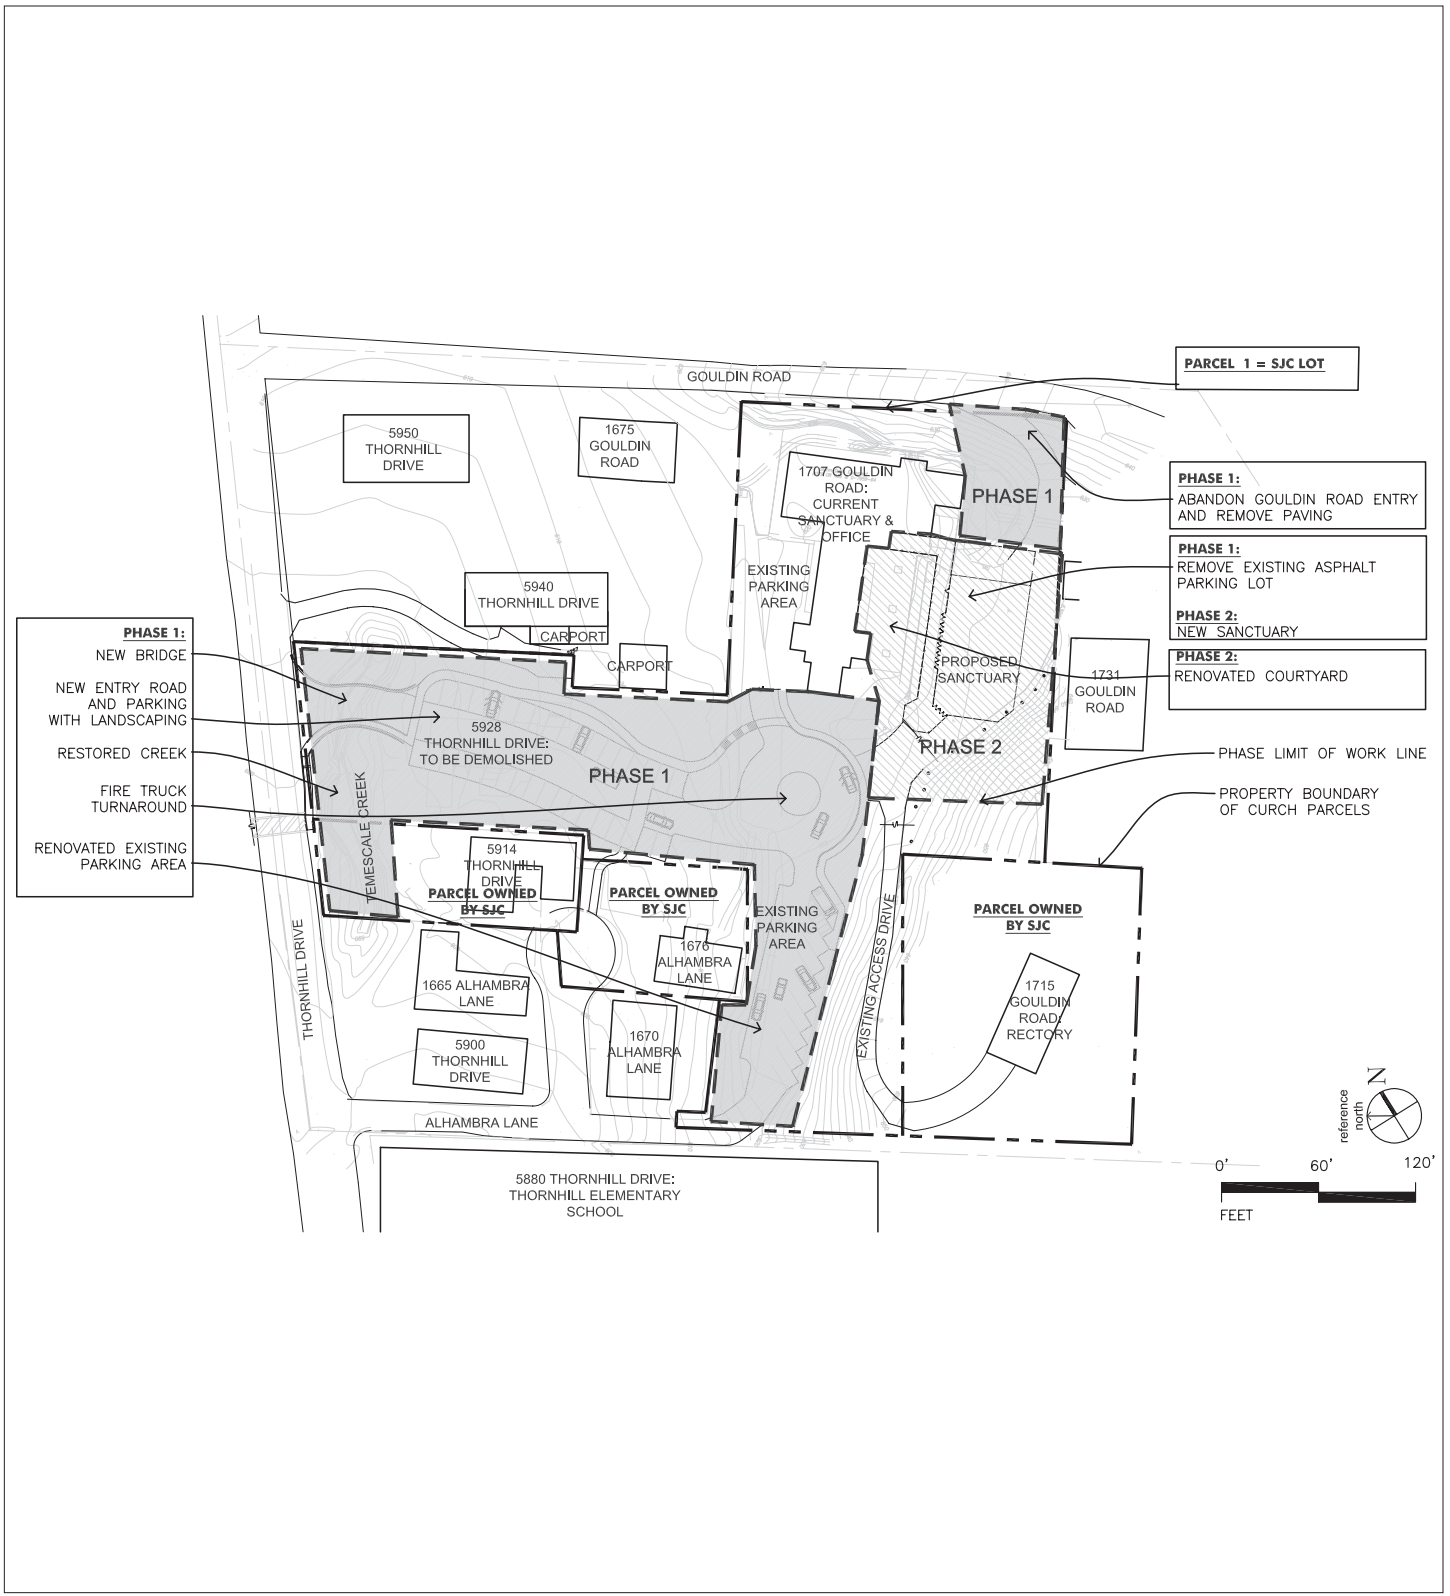 GOULDIN ROAD
PARCEL 1 = SJC LOT
5950
THORNHILL
DRIVE
1675
GOULDIN
ROAD
1707 GOULDIN
ROAD:
CURRENT
SANCTUARY &
OFFICE
PHASE 1
PHASE 1:
ABANDON GOULDIN ROAD ENTRY
AND REMOVE PAVING
PHASE 1:
REMOVE EXISTING ASPHALT
PARKING LOT
PHASE 2:
NEW SANCTUARY
PHASE 2:
RENOVATED COURTYARD
EXISTING
PARKING
AREA
5940
THORNHILL DRIVE
CARPORT
CARPORT
PROPOSED
SANCTUARY
1731
GOULDIN
ROAD
PHASE 1:
NEW BRIDGE
NEW ENTRY ROAD
AND PARKING
WITH LANDSCAPING
RESTORED CREEK
FIRE TRUCK
TURNAROUND
RENOVATED EXISTING
PARKING AREA
5928
THORNHILL DRIVE:
TO BE DEMOLISHED
PHASE 1
PHASE 2
PHASE LIMIT OF WORK LINE
PROPERTY BOUNDARY
OF CURCH PARCELS
TEMESCALE CREEK
5914
THORNHILL
DRIVE
PARCEL OWNED
BY SJC
PARCEL OWNED
BY SJC
EXISTING
PARKING
AREA
PARCEL OWNED
BY SJC
1676
ALHAMBRA
LANE
EXISTING ACCESS DRIVE
THORNHILL DRIVE
1665 ALHAMBRA
LANE
1715
GOULDIN
ROAD:
RECTORY
5900
THORNHILL
DRIVE
1670
ALHAMBRA
LANE
ALHAMBRA LANE
N
reference
north
5880 THORNHILL DRIVE:
THORNHILL ELEMENTARY
SCHOOL
0' 60' 120'
FEET